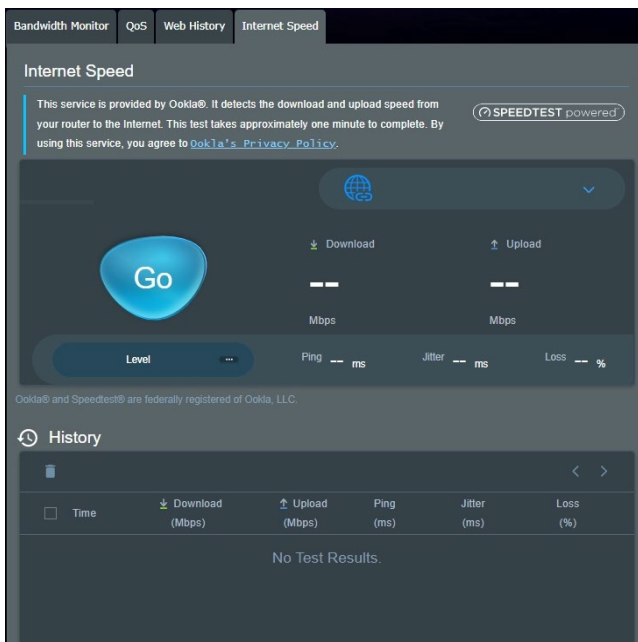 Bandwidth Monitor QoS Web History Internet Speed
Internet Speed
This service is provided by Ookla®. It detects the download and upload speed from
your router to the Internet. This test takes approximately one minute to complete. By
using this service, you agree to Ookla's Privacy Policy.
SPEEDTEST powered
Download Upload
Go
-- --
Mbps Mbps
Level ... Ping -- ms Jitter -- ms Loss -- %
Ookla® and Speedtest® are federally registered of Ookla, LLC.
History
Time Download Upload Ping Jitter Loss
(Mbps) (Mbps) (ms) (ms) (%)
No Test Results.